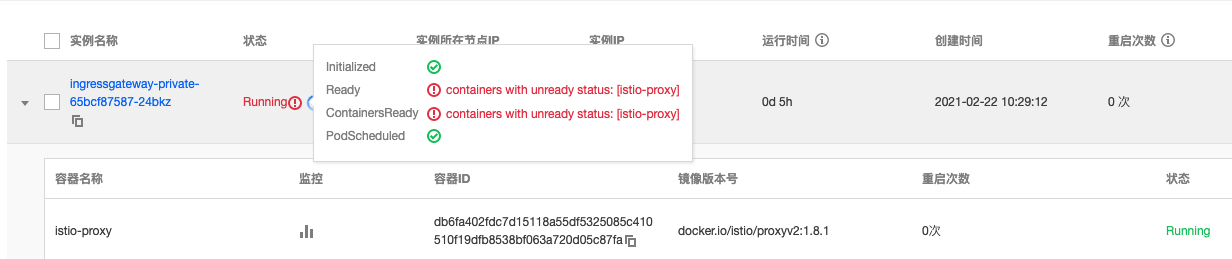 实例名称 状态 实例所在节点IP 实例IP 运行时间 创建时间 重启次数
Initialized
Ready containers with unready status: [istio-proxy]
ContainersReady containers with unready status: [istio-proxy]
PodScheduled
ingressgateway-private-
65bcf87587-24bkz
Running 0d 5h 2021-02-22 10:29:12 0 次
容器名称 监控 容器ID 镜像版本号 重启次数 状态
istio-proxy
db6fa402fdc7d15118a55df5325085c410
510f19dfb8538bf063a720d05c87fa
docker.io/istio/proxyv2:1.8.1 0次 Running